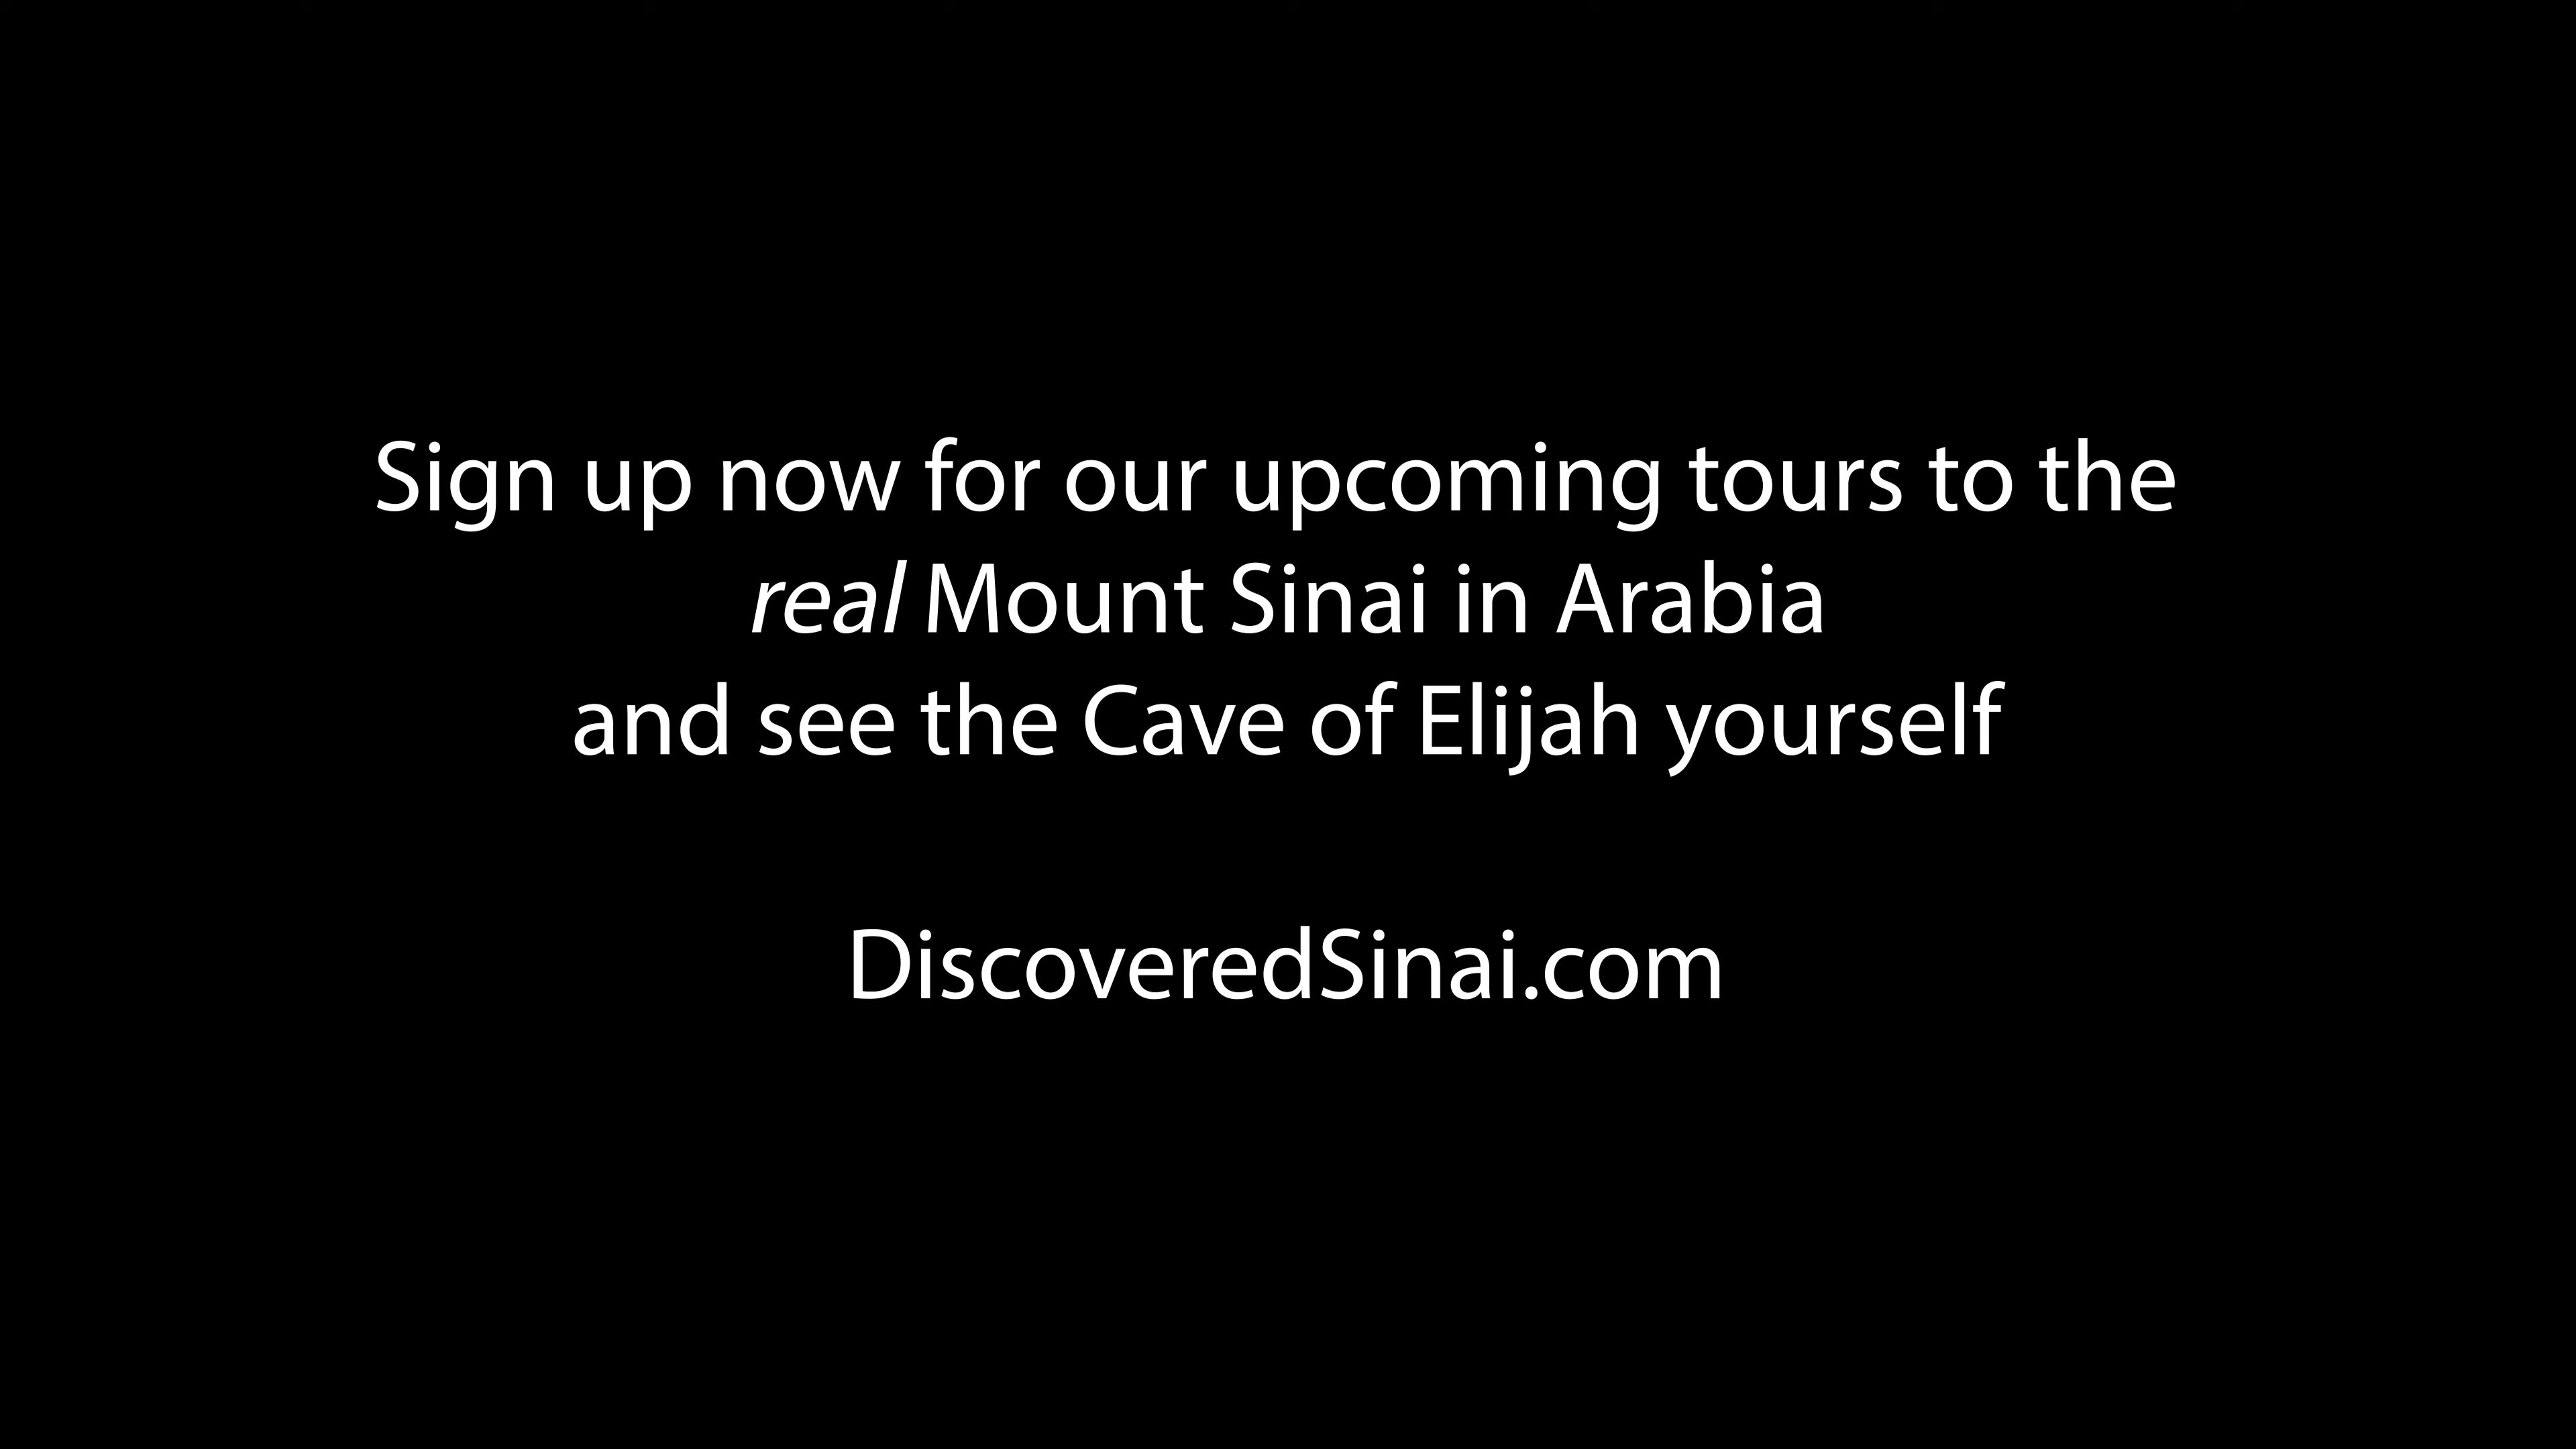 Sign up now for our upcoming tours to the
real Mount Sinai in Arabia
and see the Cave of Elijah yourself
DiscoveredSinai.com